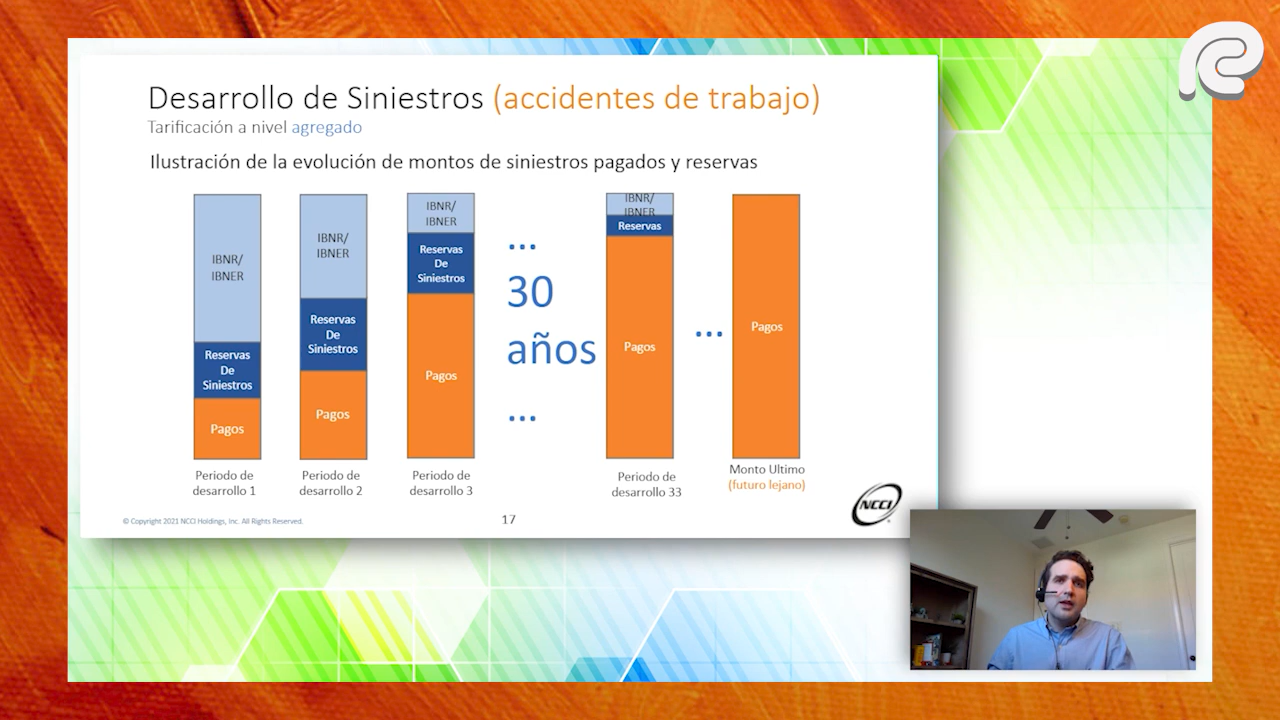 Desarrollo de Siniestros (accidentes de trabajo)
Tarificación a nivel agregado
Ilustración de la evolución de montos de siniestros pagados y reservas
IBNR/
IBNER
Reservas
De
Siniestros
Pagos
Periodo de
desarrollo 1
IBNR/
IBNER
Reservas
De
Siniestros
Pagos
Periodo de
desarrollo 2
IBNR/
IBNER
Reservas
De
Siniestros
Pagos
Periodo de
desarrollo 3
...
30
años
...
IBNR/
IBNER
Reservas
Pagos
Periodo de
desarrollo 33
...
Pagos
Monto Ultimo
(futuro lejano)
© Copyright 2021 NCCI Holdings, Inc. All Rights Reserved.
17
NCCI